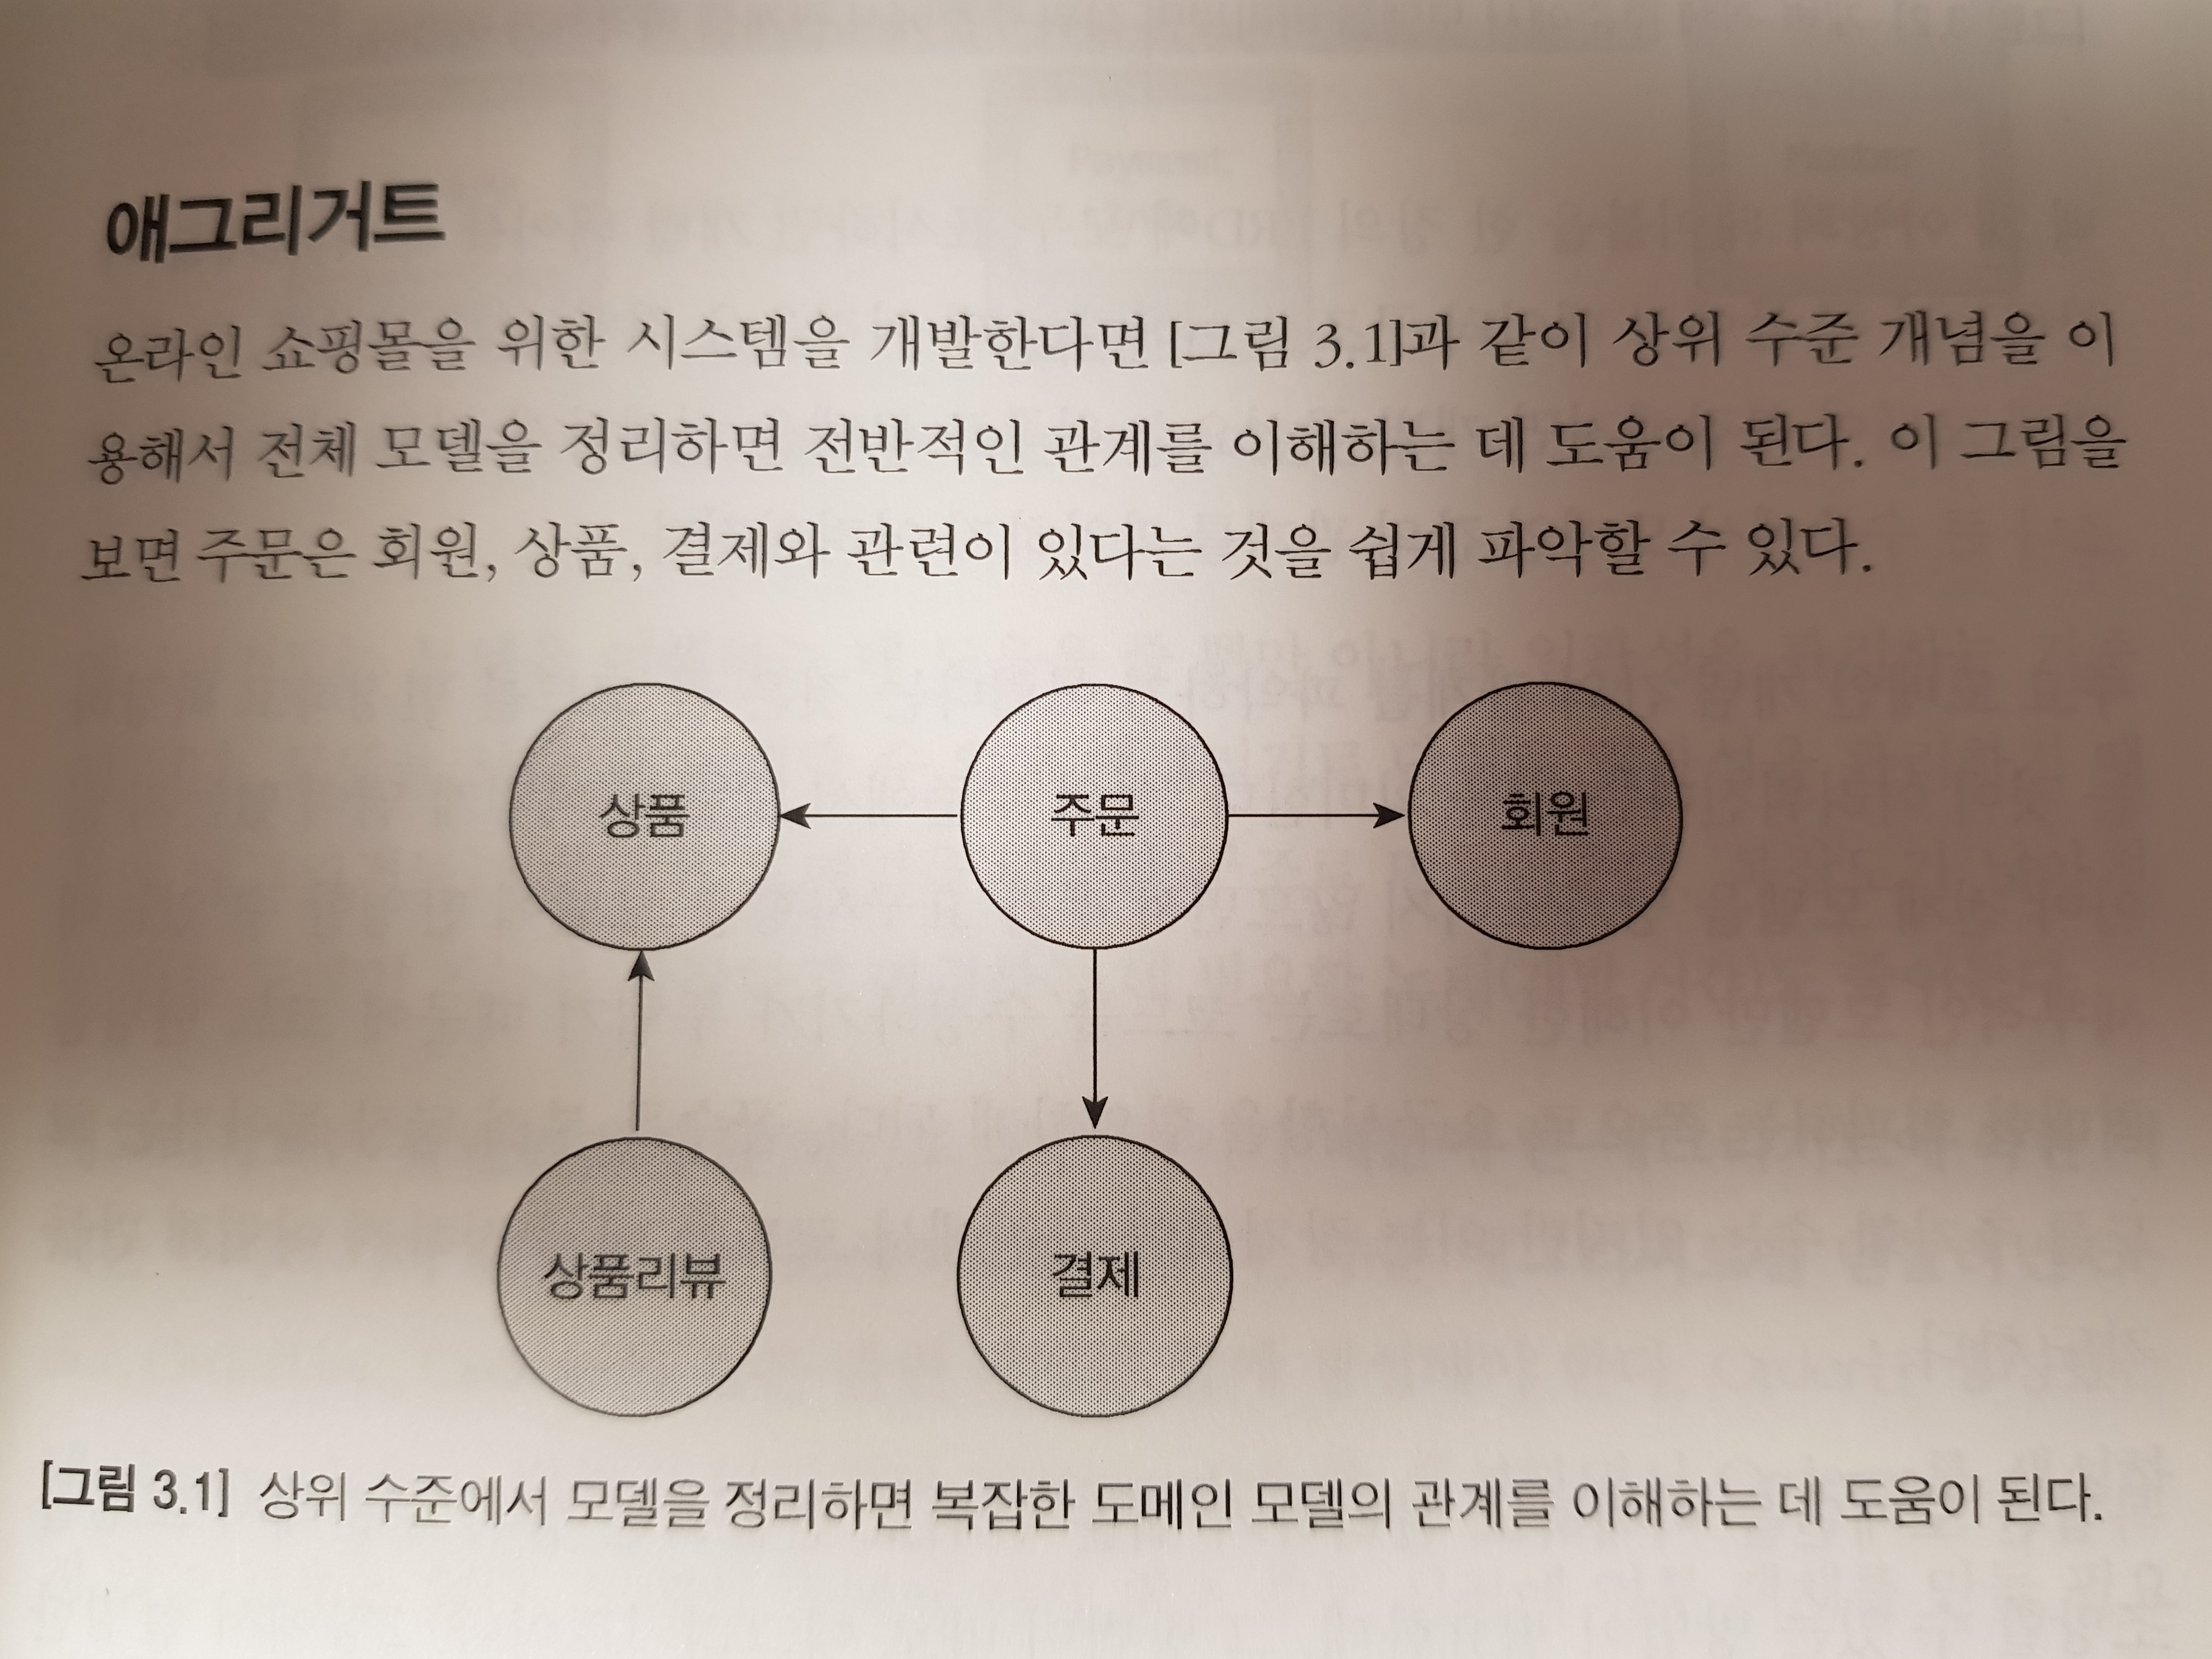 애그리거트
온라인 쇼핑몰을 위한 시스템을 개발한다면 [그림 3.1]과 같이 상위 수준 개념을 이
용해서 전체 모델을 정리하면 전반적인 관계를 이해하는 데 도움이 된다. 이 그림을
보면 주문은 회원, 상품, 결제와 관련이 있다는 것을 쉽게 파악할 수 있다.
상품
주문
회원
상품리뷰
결제
[그림 3.1] 상위 수준에서 모델을 정리하면 복잡한 도메인 모델의 관계를 이해하는 데 도움이 된다.